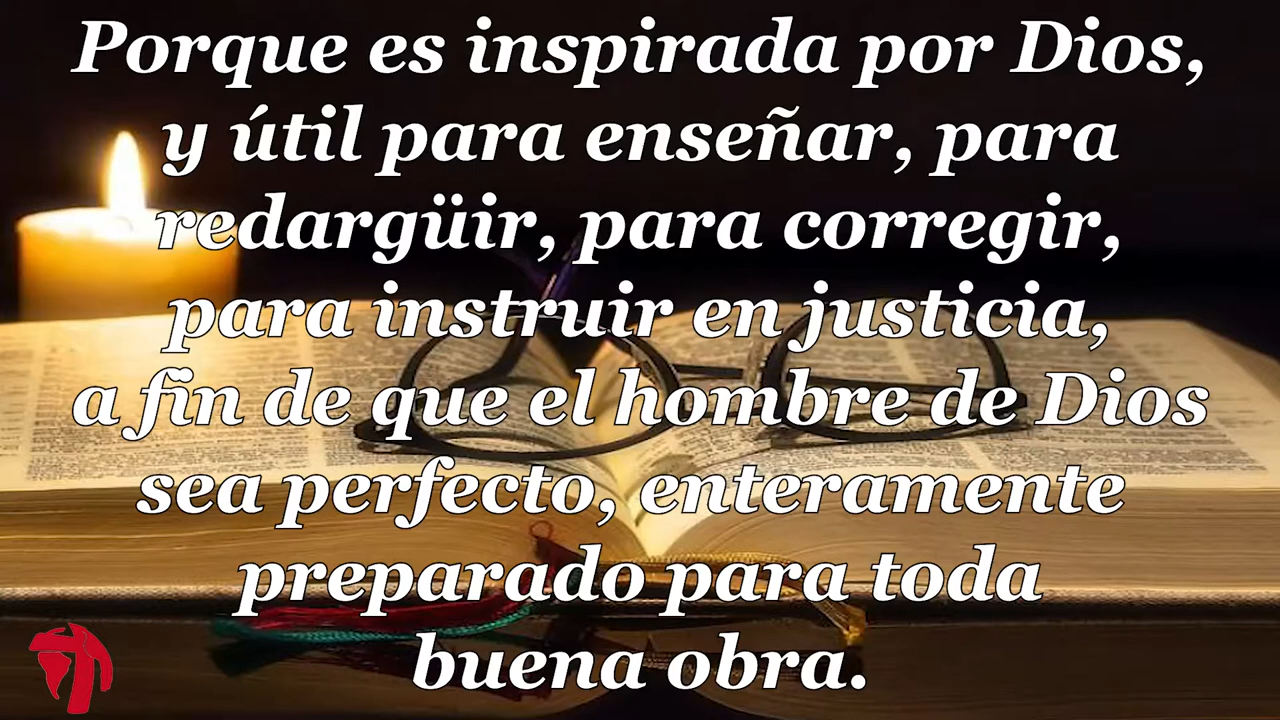 Porque es inspirada por Dios,
y útil para enseñar, para
redargüir, para corregir,
para instruir en justicia,
a fin de que el hombre de Dios
sea perfecto, enteramente
preparado para toda
buena obra.